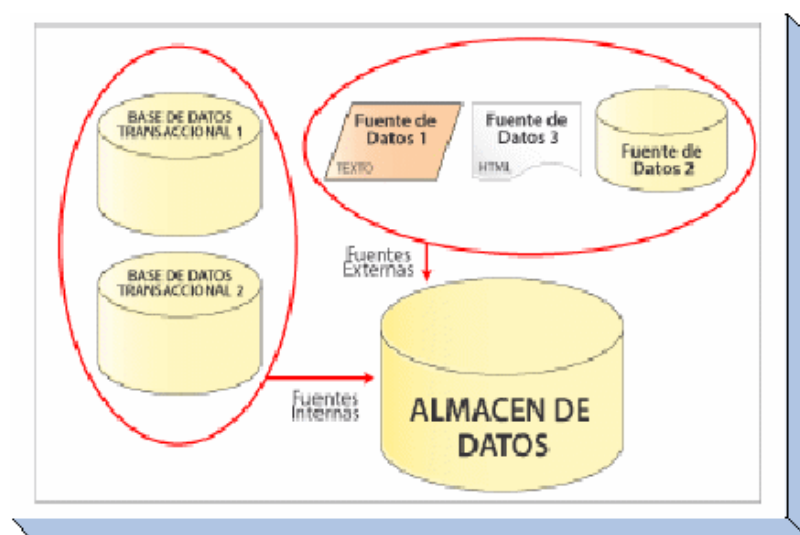 BASE DE DATOS
TRANSACCIONAL 1
Fuente de
Datos 1
TEXTO
Fuente de
Datos 3
HTML
Fuente de
Datos 2
BASE DE DATOS
TRANSACCIONAL 2
Fuentes
Externas
Fuentes
Internas
ALMACEN DE
DATOS